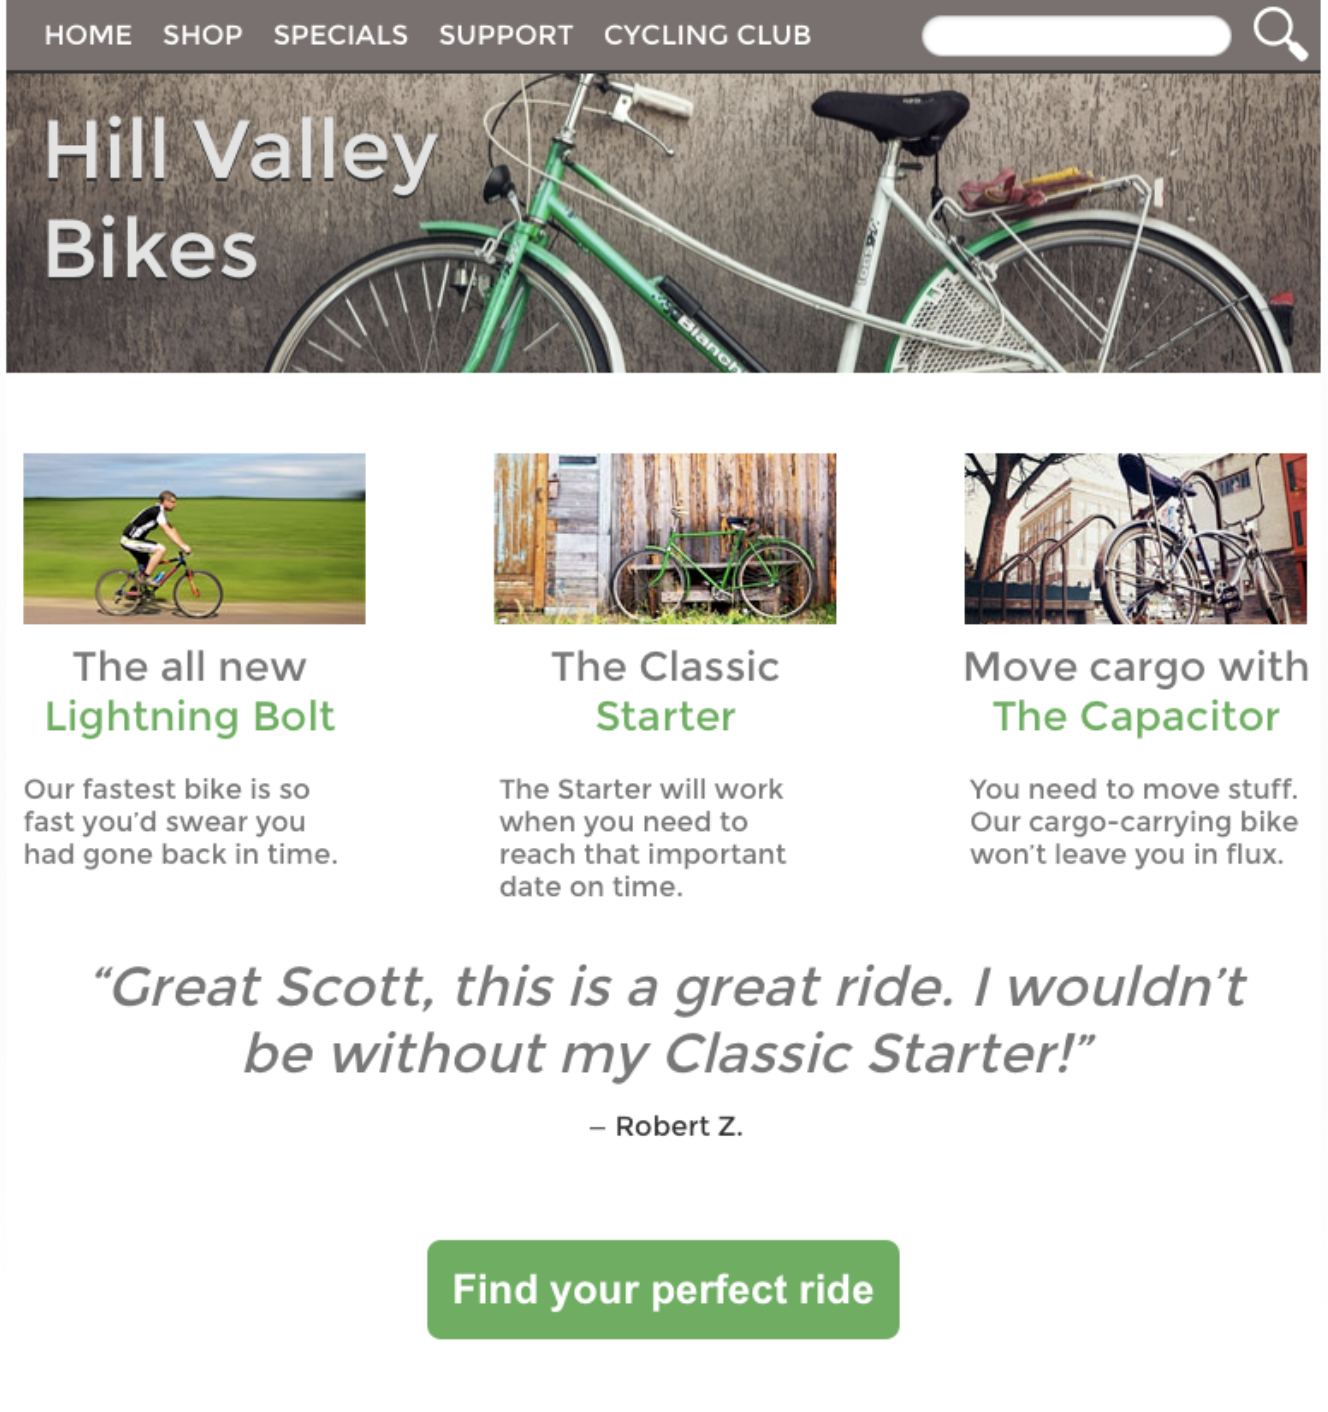 HOME SHOP SPECIALS SUPPORT CYCLING CLUB
Hill Valley
Bikes
Bianchi
The all new
Lightning Bolt
Our fastest bike is so
fast you’d swear you
had gone back in time.
The Classic
Starter
The Starter will work
when you need to
reach that important
date on time.
Move cargo with
The Capacitor
You need to move stuff.
Our cargo-carrying bike
won’t leave you in flux.
“Great Scott, this is a great ride. I wouldn’t
be without my Classic Starter!”
– Robert Z.
Find your perfect ride